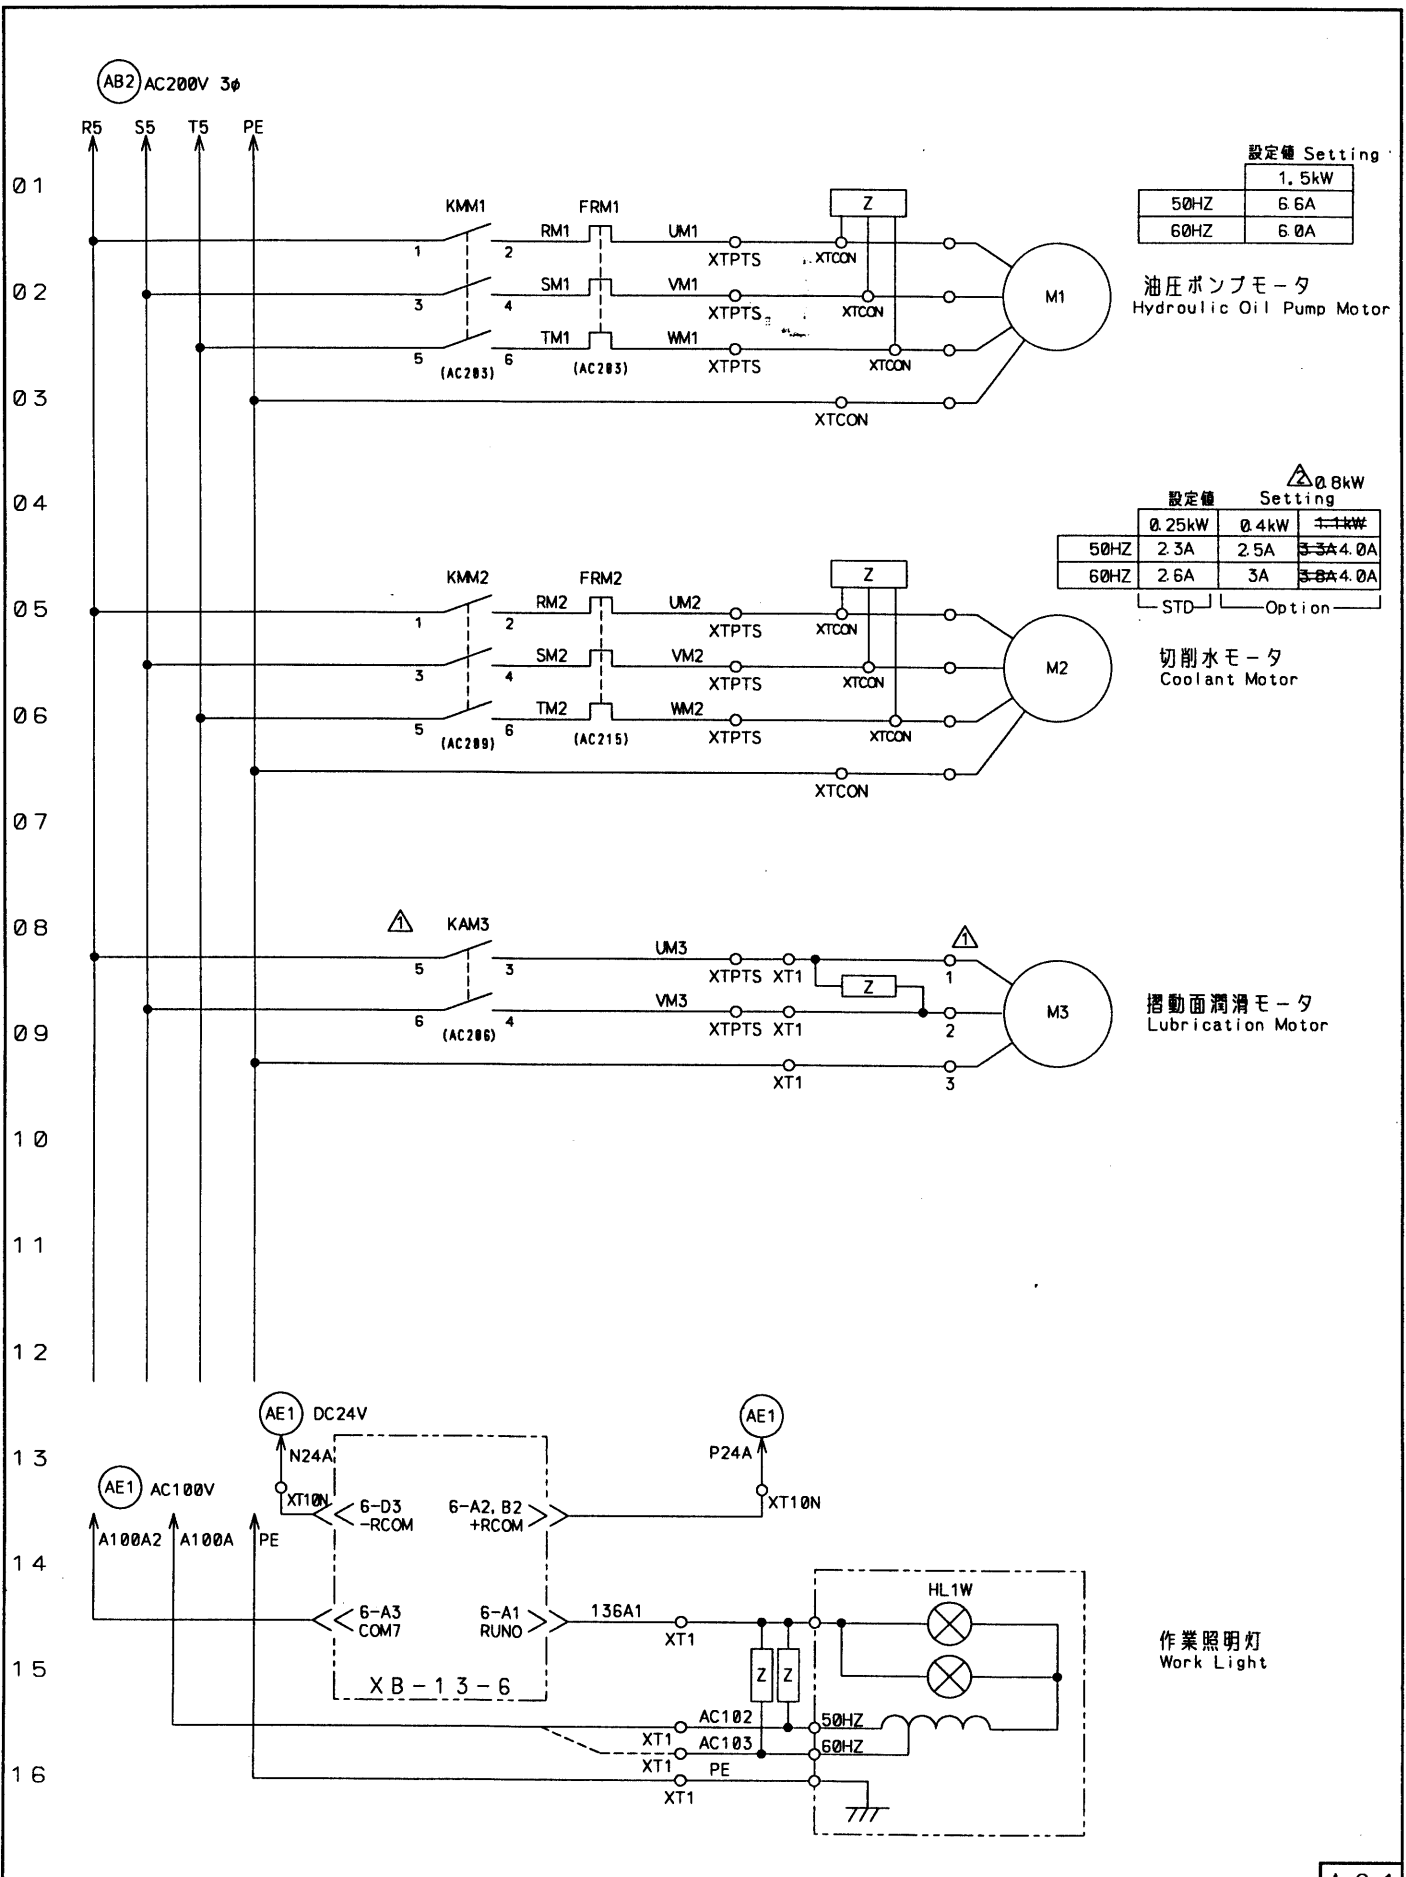 AB2 AC200V 3φ
R5 S5 T5 PE
設定値 Setting
01
1.5kW
50HZ 6.6A
60HZ 6.0A
KMM1 FRM1 Z
1 2 RM1 UM1 XTPTS XTCON
02
3 4 SM1 VM1 XTPTS XTCON
M1
油圧ポンプモータ
Hydroulic Oil Pump Motor
5 6 TM1 WM1 XTPTS XTCON
(AC203) (AC203)
03
XTCON
04
2 0.8kW
設定値 Setting
0.25kW 0.4kW 1.1kW
50HZ 2.3A 2.5A 3.3A 4.0A
60HZ 2.6A 3A 3.8A 4.0A
STD Option
KMM2 FRM2 Z
05
1 2 RM2 UM2 XTPTS XTCON
3 4 SM2 VM2 XTPTS XTCON
M2
切削水モータ
Coolant Motor
06
5 6 TM2 WM2 XTPTS XTCON
(AC209) (AC215)
XTCON
07
08
1 KAM3 1
5 3 UM3 XTPTS XT1 1
Z
6 4 VM3 XTPTS XT1 2
M3
摺動面潤滑モータ
Lubrication Motor
09
(AC206)
XT1 3
10
11
12
AE1 DC24V AE1
13
N24A P24A
AE1 AC100V
XT10N XT10N
6-D3 -RCOM
6-A2,B2 +RCOM
A100A2 A100A PE
14
HL1W
6-A3 COM7
6-A1 RUNO
136A1 XT1
作業照明灯
Work Light
15
XB-13-6
Z Z
AC102 XT1 50HZ
AC103 XT1 60HZ
16
PE XT1